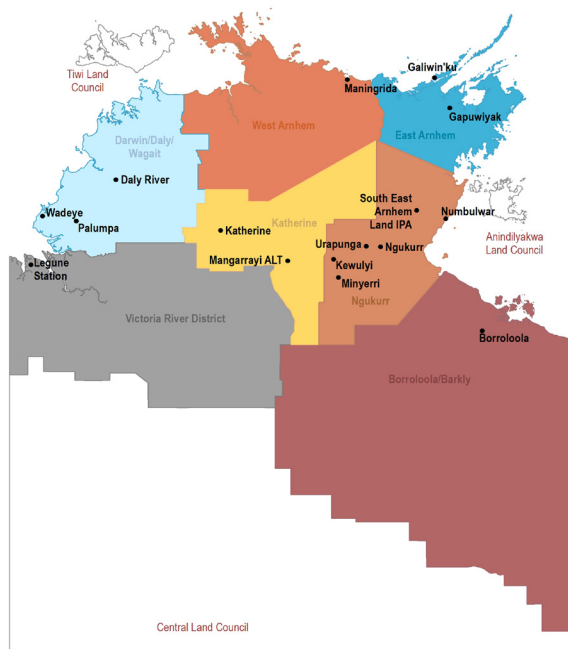 Tiwi Land
Council
Galiwin'ku
Maningrida
Gapuwiyak
West Arnhem
East Arnhem
Darwin/Daly/
Wagait
Daly River
South East
Arnhem
Land IPA
Numbulwar
Wadeye
Palumpa
Katherine
Katherine
Anindilyakwa
Land Council
Urapunga
Ngukurr
Mangarrayi ALT
Kewulyi
Legune
Station
Minyerri
Ngukurr
Victoria River District
Borroloola
Borroloola/Barkly
Central Land Council